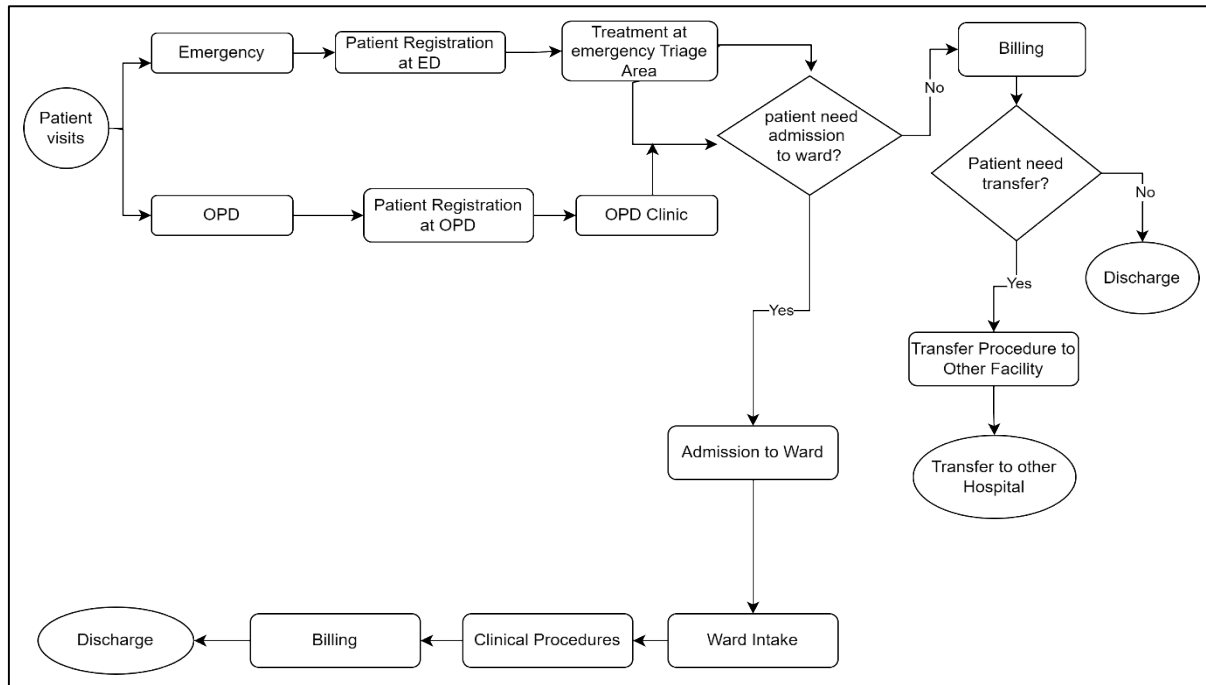 Patient
visits
Emergency
Patient Registration
at ED
Treatment at
emergency Triage
Area
OPD
Patient Registration
at OPD
OPD Clinic
patient need
admission
to ward?
No
Billing
Patient need
transfer?
No
Discharge
Yes
Transfer Procedure to
Other Facility
Transfer to other
Hospital
Yes
Admission to Ward
Ward Intake
Clinical Procedures
Billing
Discharge